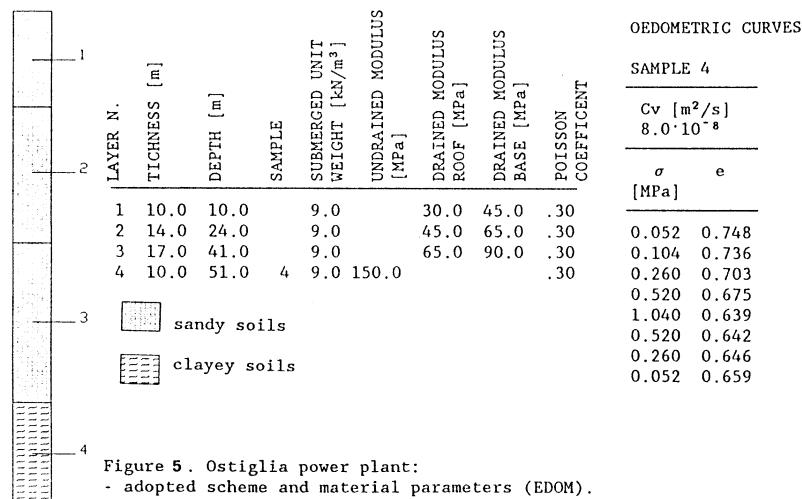 1
2
3
4
LAYER N.
TICHNESS [m]
DEPTH [m]
SAMPLE
SUBMERGED UNIT
WEIGHT [kN/m³]
UNDRAINED MODULUS
[MPa]
DRAINED MODULUS
ROOF [MPa]
DRAINED MODULUS
BASE [MPa]
POISSON
COEFFICENT
1 10.0 10.0 9.0 30.0 45.0 .30
2 14.0 24.0 9.0 45.0 65.0 .30
3 17.0 41.0 9.0 65.0 90.0 .30
4 10.0 51.0 4 9.0 150.0 .30
sandy soils
clayey soils
OEDOMETRIC CURVES
SAMPLE 4
Cv [m²/s]
8.0·10⁻⁸
σ e
[MPa]
0.052 0.748
0.104 0.736
0.260 0.703
0.520 0.675
1.040 0.639
0.520 0.642
0.260 0.646
0.052 0.659
Figure 5. Ostiglia power plant:
- adopted scheme and material parameters (EDOM).